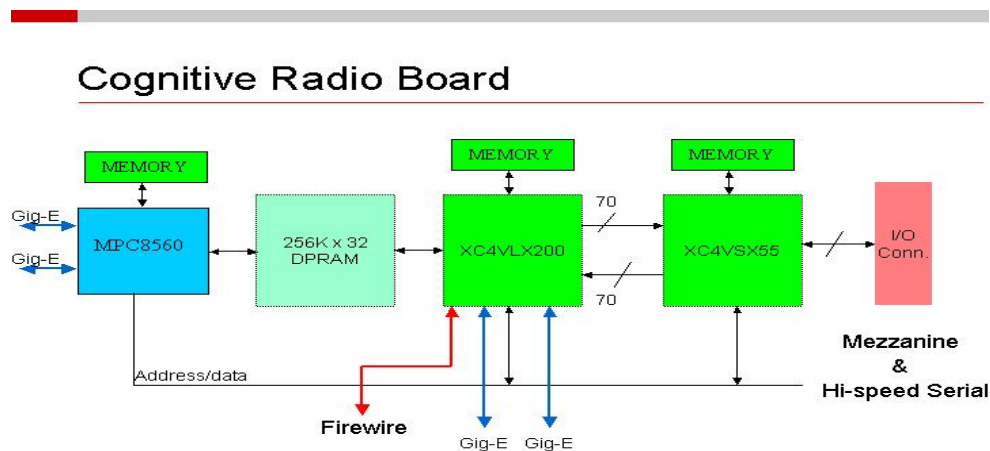 Cognitive Radio Board
MEMORY
MEMORY
MEMORY
Gig-E
Gig-E
MPC8560
256K x 32
DPRAM
XC4VLX200
70
70
XC4VSX55
I/O
Conn.
Address/data
Firewire
Gig-E
Gig-E
Mezzanine
&
Hi-speed Serial